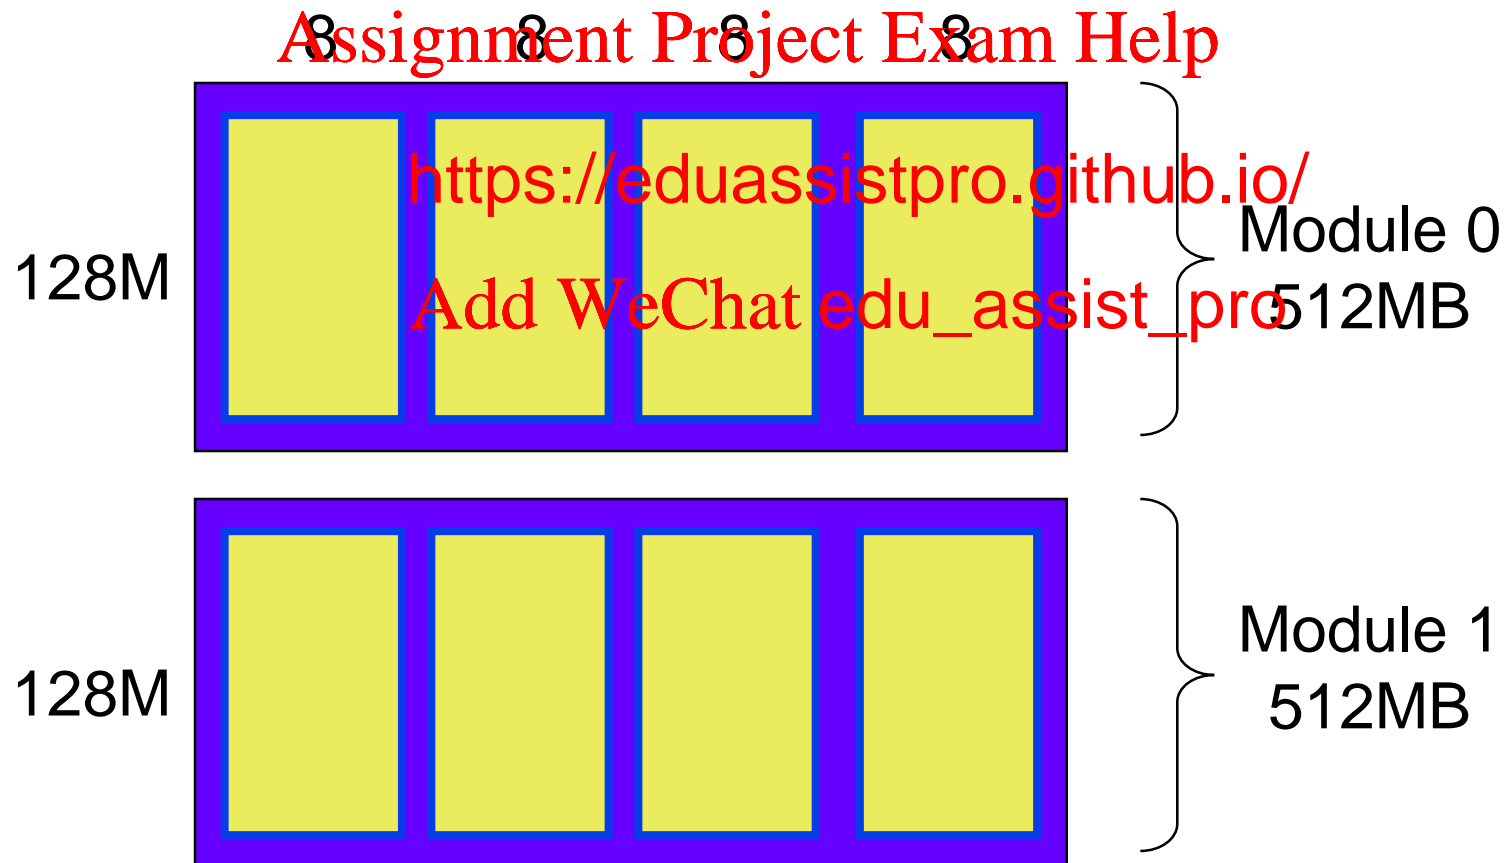 8 8 8 8
Assignment Project Exam Help
https://eduassistpro.github.io/
Module 0
128M
512MB
Add WeChat edu_assist_pro
Module 1
128M
512MB